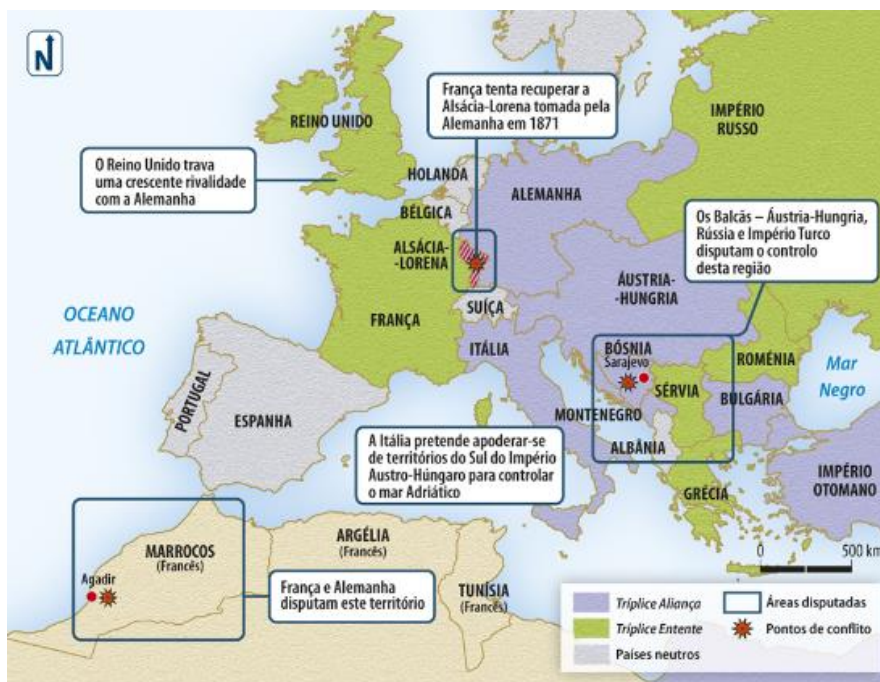 N
REINO UNIDO
França tenta recuperar a
Alsácia-Lorena tomada pela
Alemanha em 1871
IMPÉRIO
RUSSO
O Reino Unido trava
uma crescente rivalidade
com a Alemanha
HOLANDA
ALEMANHA
BÉLGICA
Os Balcãs – Áustria-Hungria,
Rússia e Império Turco
disputam o controlo
desta região
ALSÁCIA-
-LORENA
ÁUSTRIA-
-HUNGRIA
SUÍÇA
OCEANO
ATLÂNTICO
FRANÇA
ITÁLIA
BÓSNIA
Sarajevo
ROMÉNIA
Mar
Negro
SÉRVIA
BULGÁRIA
PORTUGAL
ESPANHA
MONTENEGRO
ALBÂNIA
A Itália pretende apoderar-se
de territórios do Sul do Império
Austro-Húngaro para controlar
o mar Adriático
IMPÉRIO
OTOMANO
GRÉCIA
MARROCOS
(Francês)
ARGÉLIA
(Francês)
0 500 km
Agadir
França e Alemanha
disputam este território
TUNÍSIA
(Francês)
Tríplice Aliança
Tríplice Entente
Países neutros
Áreas disputadas
Pontos de conflito